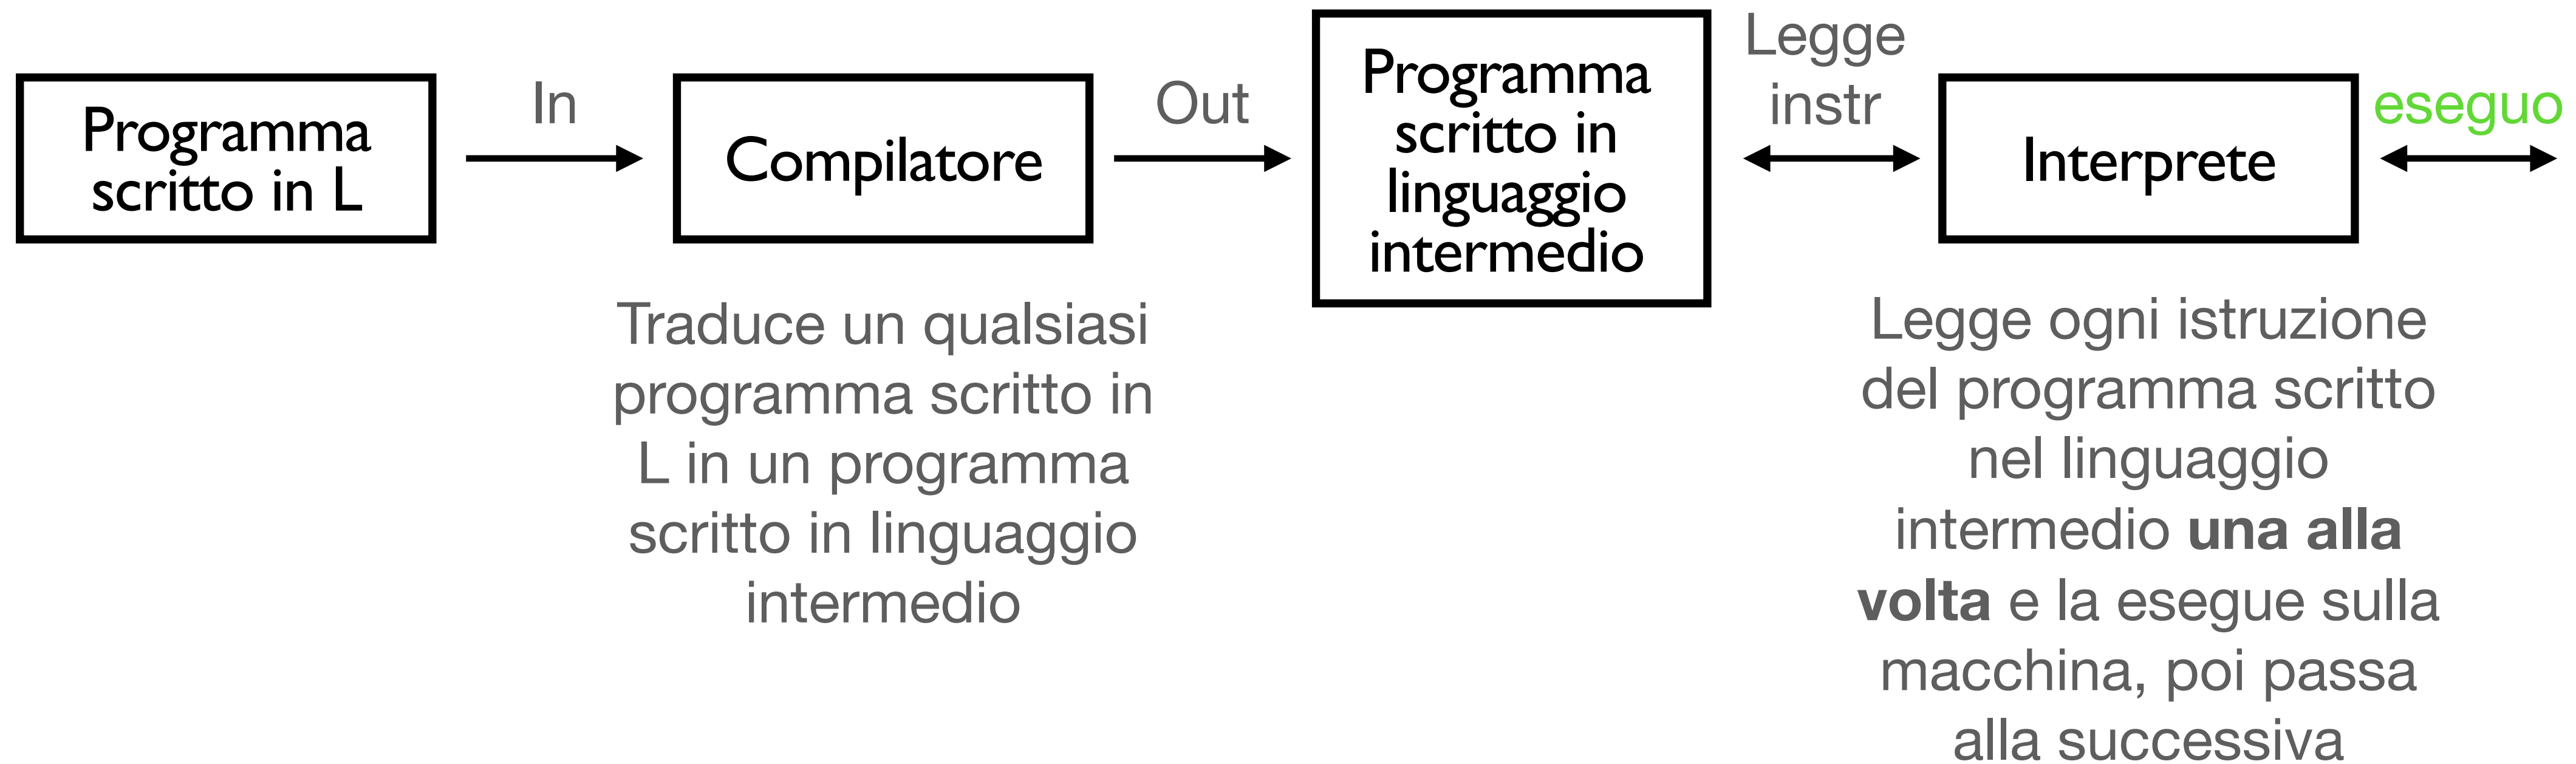 Programma
scritto in L
In
Compilatore
Out
Programma
scritto in
linguaggio
intermedio
Legge
instr
Interprete
eseguo
Traduce un qualsiasi
programma scritto in
L in un programma
scritto in linguaggio
intermedio
Legge ogni istruzione
del programma scritto
nel linguaggio
intermedio una alla
volta e la esegue sulla
macchina, poi passa
alla successiva